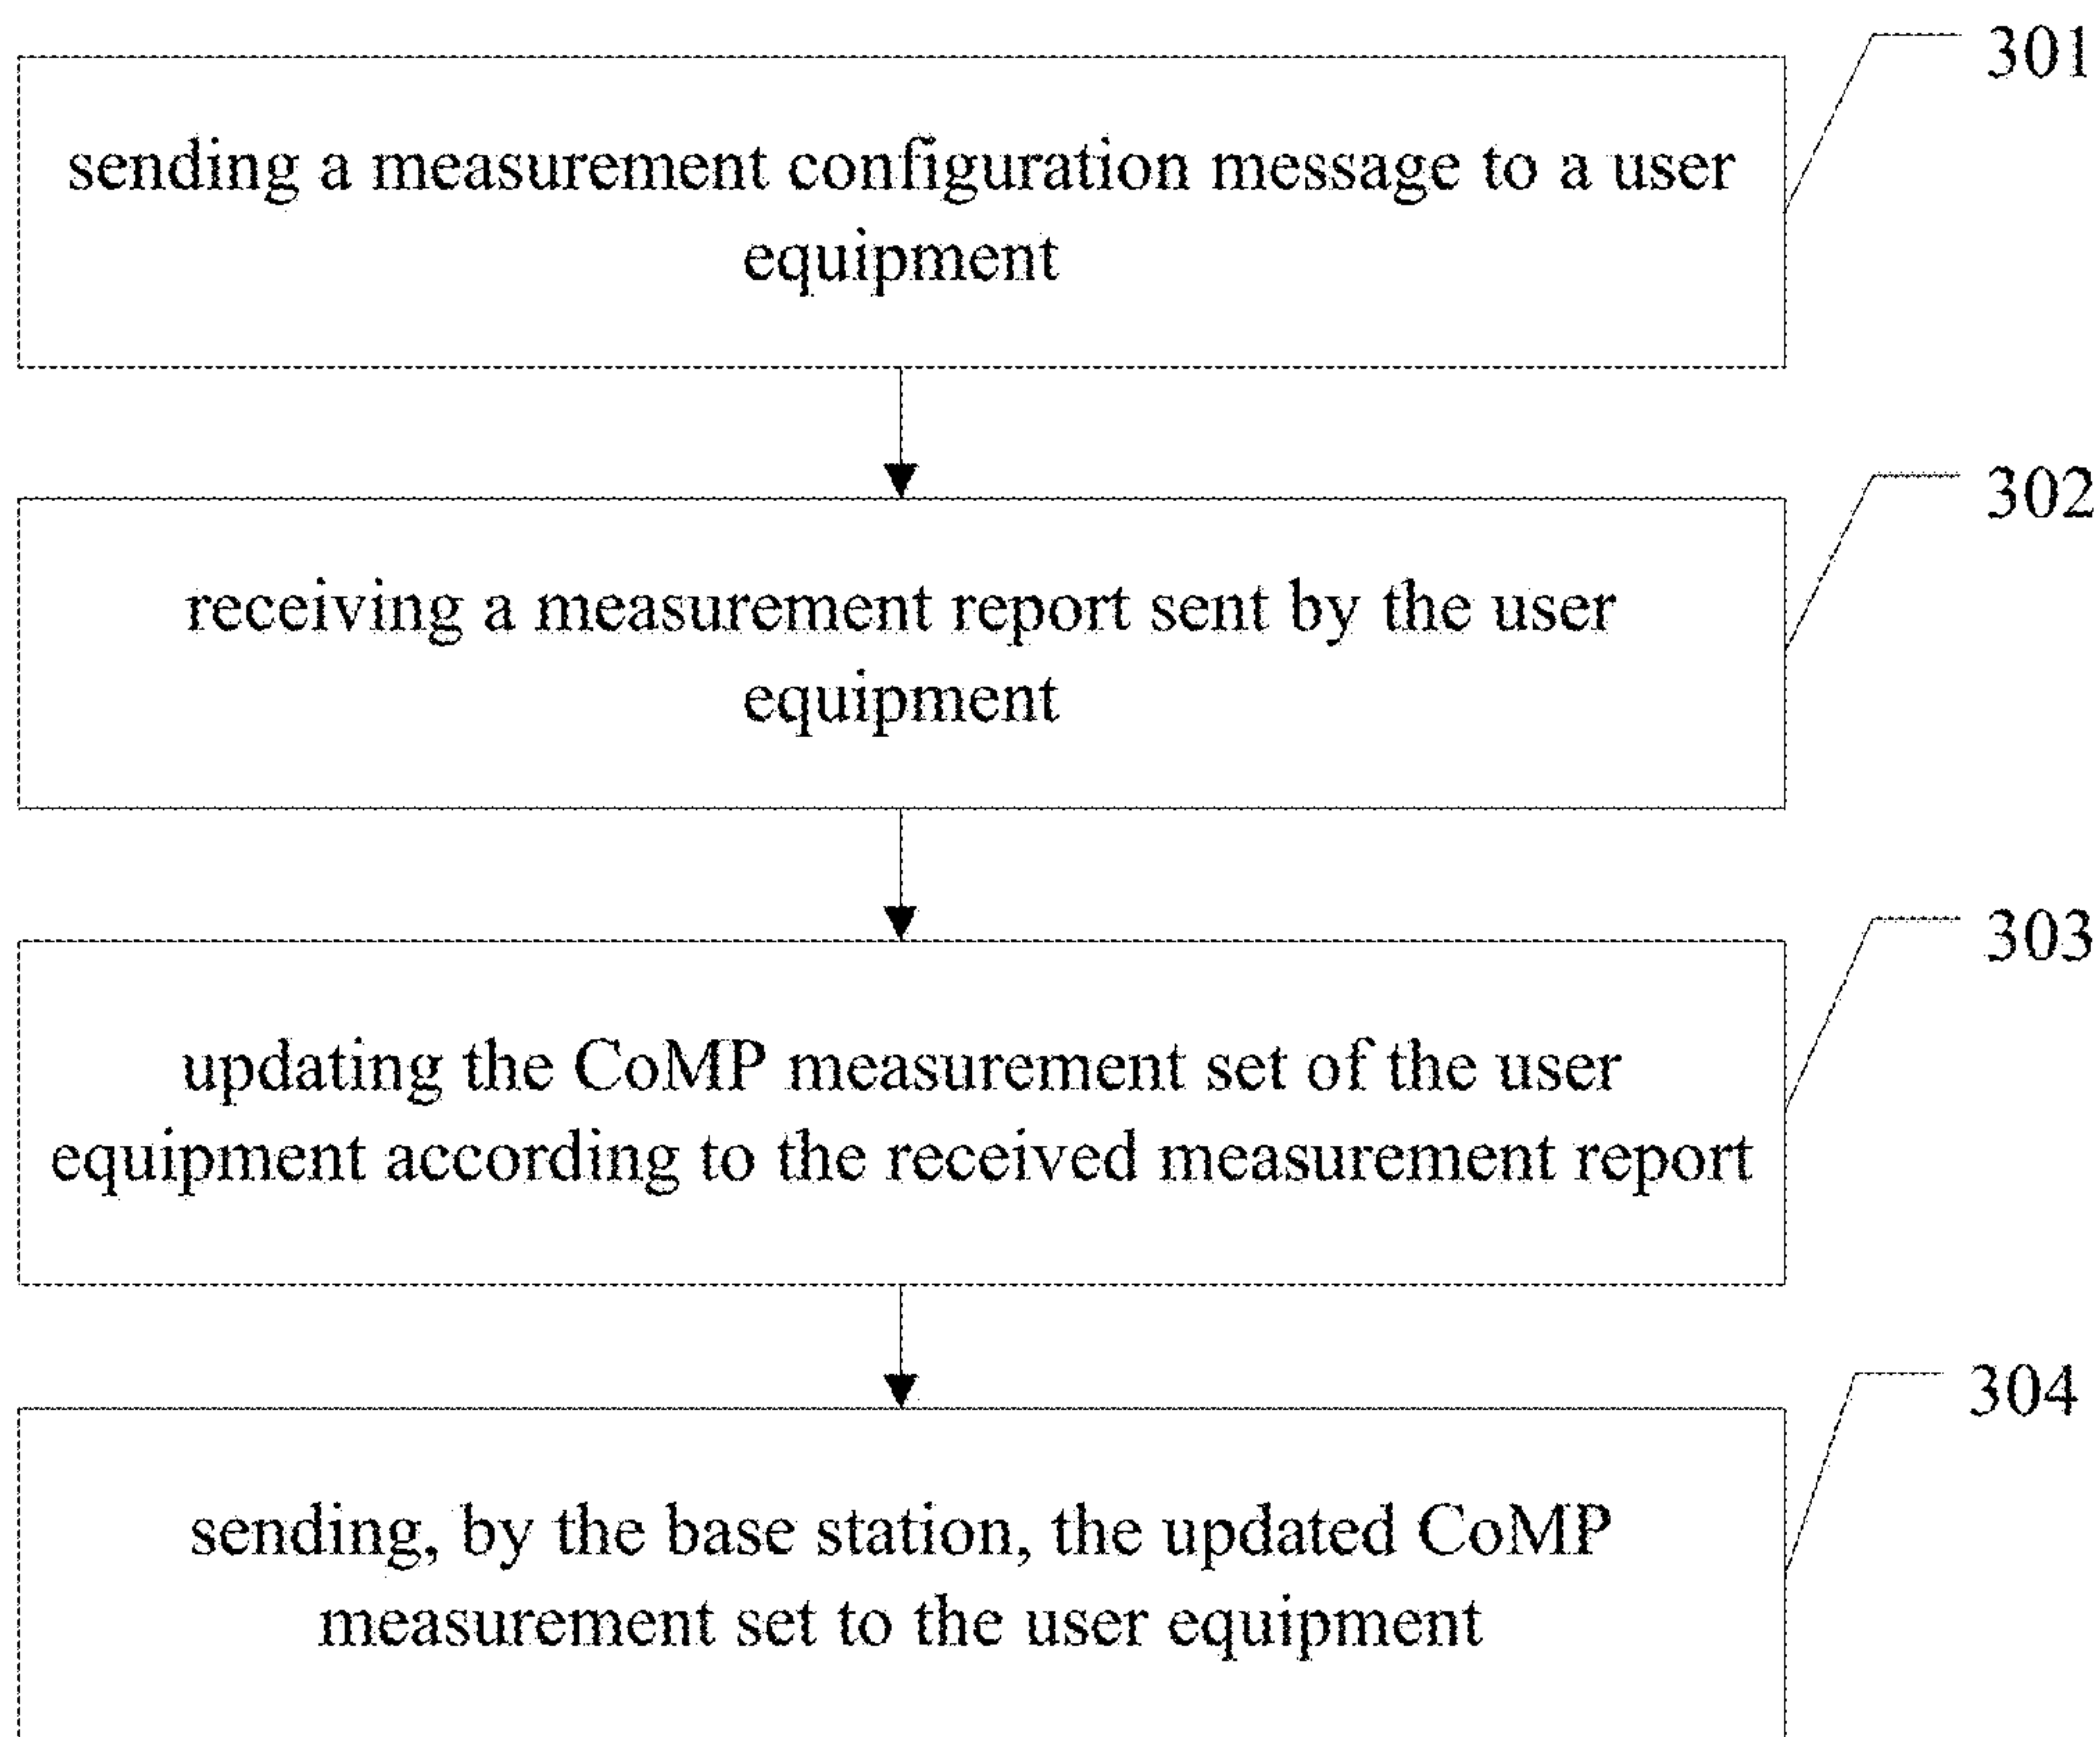 301
sending a measurement configuration message to a user
equipment
302
receiving a measurement report sent by the user
equipment
303
updating the CoMP measurement set of the user
equipment according to the received measurement report
304
sending, by the base station, the updated CoMP
measurement set to the user equipment